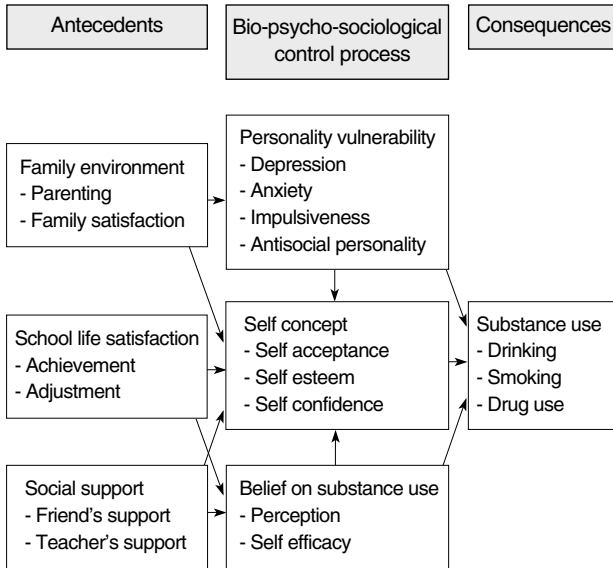 Antecedents
Bio-psycho-sociological
control process
Consequences
Family environment
- Parenting
- Family satisfaction
Personality vulnerability
- Depression
- Anxiety
- Impulsiveness
- Antisocial personality
School life satisfaction
- Achievement
- Adjustment
Self concept
- Self acceptance
- Self esteem
- Self confidence
Substance use
- Drinking
- Smoking
- Drug use
Social support
- Friend's support
- Teacher's support
Belief on substance use
- Perception
- Self efficacy